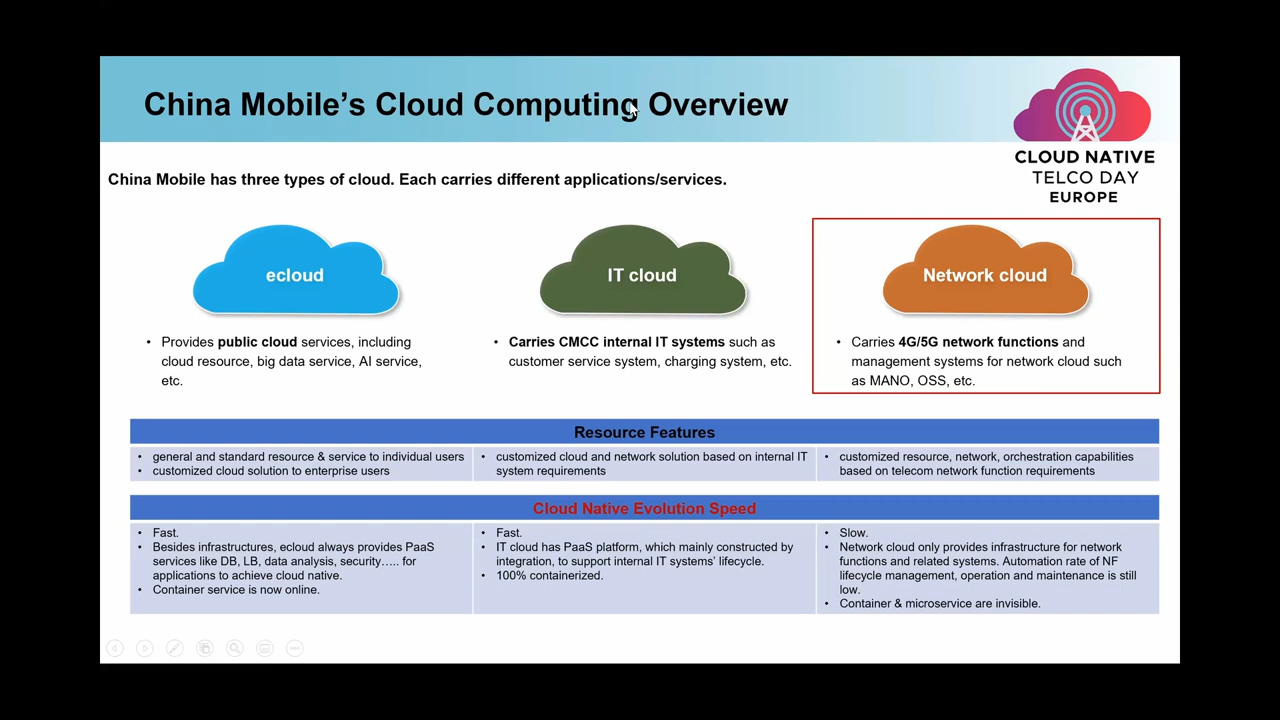 China Mobile's Cloud Computing Overview
CLOUD NATIVE
TELCO DAY
EUROPE
China Mobile has three types of cloud. Each carries different applications/services.
ecloud
IT cloud
Network cloud
• Provides public cloud services, including
cloud resource, big data service, AI service,
etc.
• Carries CMCC internal IT systems such as
customer service system, charging system, etc.
• Carries 4G/5G network functions and
management systems for network cloud such
as MANO, OSS, etc.
Resource Features
• general and standard resource & service to individual users
• customized cloud solution to enterprise users
• customized cloud and network solution based on internal IT
system requirements
• customized resource, network, orchestration capabilities
based on telecom network function requirements
Cloud Native Evolution Speed
• Fast.
• Besides infrastructures, ecloud always provides PaaS
services like DB, LB, data analysis, security….. for
applications to achieve cloud native.
• Container service is now online.
• Fast.
• IT cloud has PaaS platform, which mainly constructed by
integration, to support internal IT systems' lifecycle.
• 100% containerized.
• Slow.
• Network cloud only provides infrastructure for network
functions and related systems. Automation rate of NF
lifecycle management, operation and maintenance is still
low.
• Container & microservice are invisible.